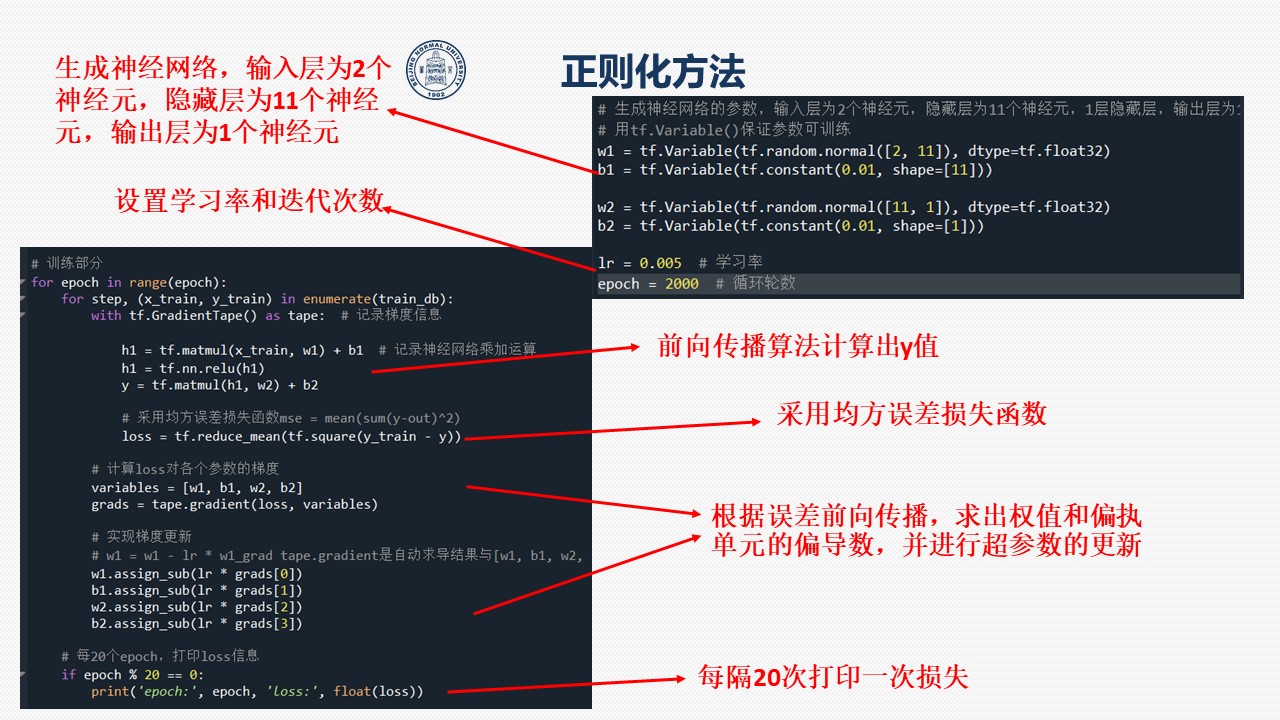 正则化方法
BEIJING NORMAL UNIVERSITY
1902
生成神经网络，输入层为2个
神经元，隐藏层为11个神经
元，输出层为1个神经元
设置学习率和迭代次数
# 生成神经网络的参数，输入层为2个神经元，隐藏层为11个神经元，1层隐藏层，输出层为
# 用tf.Variable()保证参数可训练
w1 = tf.Variable(tf.random.normal([2, 11]), dtype=tf.float32)
b1 = tf.Variable(tf.constant(0.01, shape=[11]))
w2 = tf.Variable(tf.random.normal([11, 1]), dtype=tf.float32)
b2 = tf.Variable(tf.constant(0.01, shape=[1]))
lr = 0.005  # 学习率
epoch = 2000  # 循环轮数
# 训练部分
for epoch in range(epoch):
for step, (x_train, y_train) in enumerate(train_db):
with tf.GradientTape() as tape:  # 记录梯度信息
h1 = tf.matmul(x_train, w1) + b1  # 记录神经网络乘加运算
h1 = tf.nn.relu(h1)
y = tf.matmul(h1, w2) + b2
# 采用均方误差损失函数mse = mean(sum(y-out)^2)
loss = tf.reduce_mean(tf.square(y_train - y))
# 计算loss对各个参数的梯度
variables = [w1, b1, w2, b2]
grads = tape.gradient(loss, variables)
# 实现梯度更新
# w1 = w1 - lr * w1_grad tape.gradient是自动求导结果与[w1, b1, w2,
w1.assign_sub(lr * grads[0])
b1.assign_sub(lr * grads[1])
w2.assign_sub(lr * grads[2])
b2.assign_sub(lr * grads[3])
# 每20个epoch，打印loss信息
if epoch % 20 == 0:
print('epoch:', epoch, 'loss:', float(loss))
前向传播算法计算出y值
采用均方误差损失函数
根据误差前向传播，求出权值和偏执
单元的偏导数，并进行超参数的更新
每隔20次打印一次损失